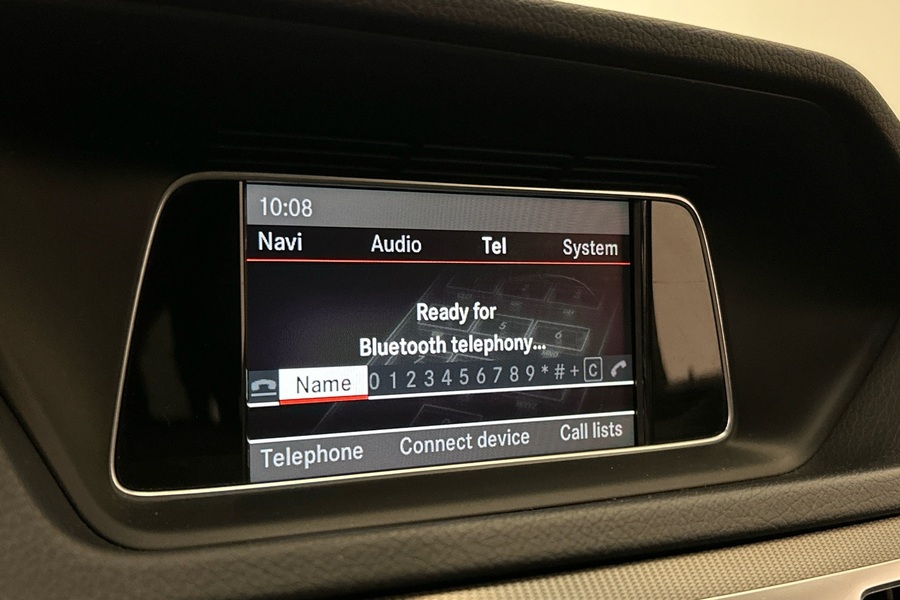 10:08
Navi Audio Tel System
Ready for
Bluetooth telephony...
Name 0 1 2 3 4 5 6 7 8 9 * # + C
Telephone Connect device Call lists